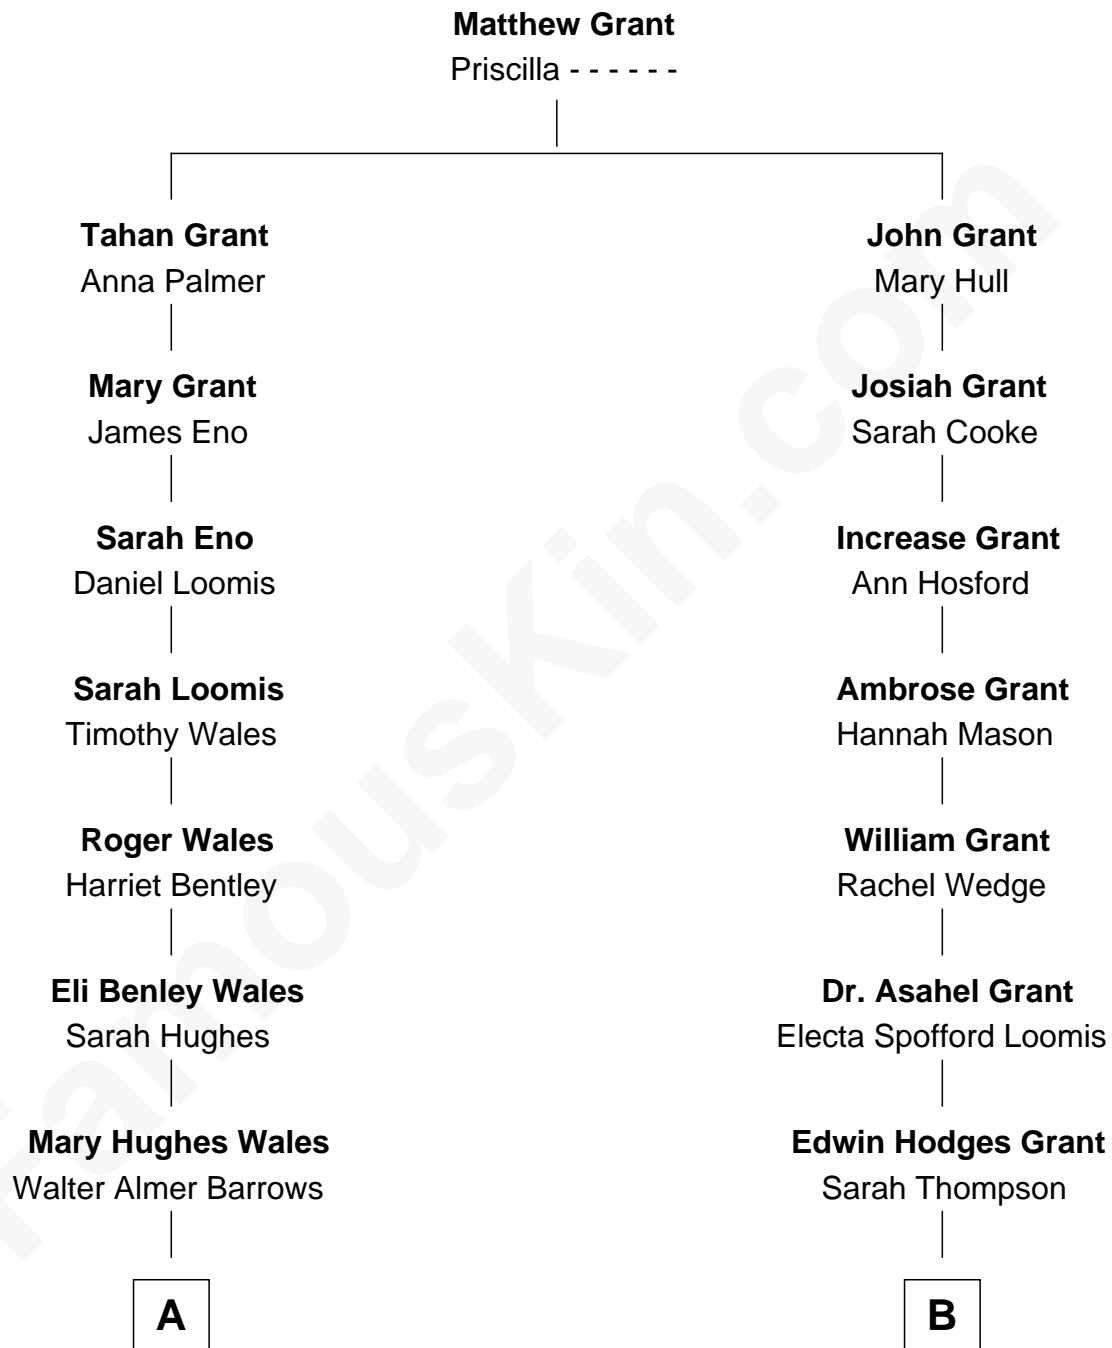 Matthew Grant
Priscilla - - - - - -
Tahan Grant
Anna Palmer
John Grant
Mary Hull
Mary Grant
James Eno
Josiah Grant
Sarah Cooke
Sarah Eno
Daniel Loomis
Increase Grant
Ann Hosford
Sarah Loomis
Timothy Wales
Ambrose Grant
Hannah Mason
Roger Wales
Harriet Bentley
William Grant
Rachel Wedge
Eli Benley Wales
Sarah Hughes
Dr. Asahel Grant
Electa Spofford Loomis
Mary Hughes Wales
Walter Almer Barrows
Edwin Hodges Grant
Sarah Thompson
A
B
FamousKin.com